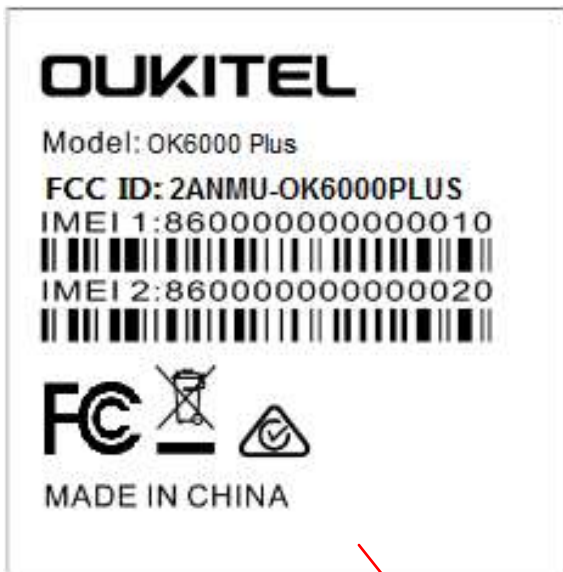 OUKITEL
Model: OK6000 Plus
FCC ID: 2ANMU-OK6000PLUS
IMEI 1:860000000000010
IMEI 2:860000000000020
FC
MADE IN CHINA